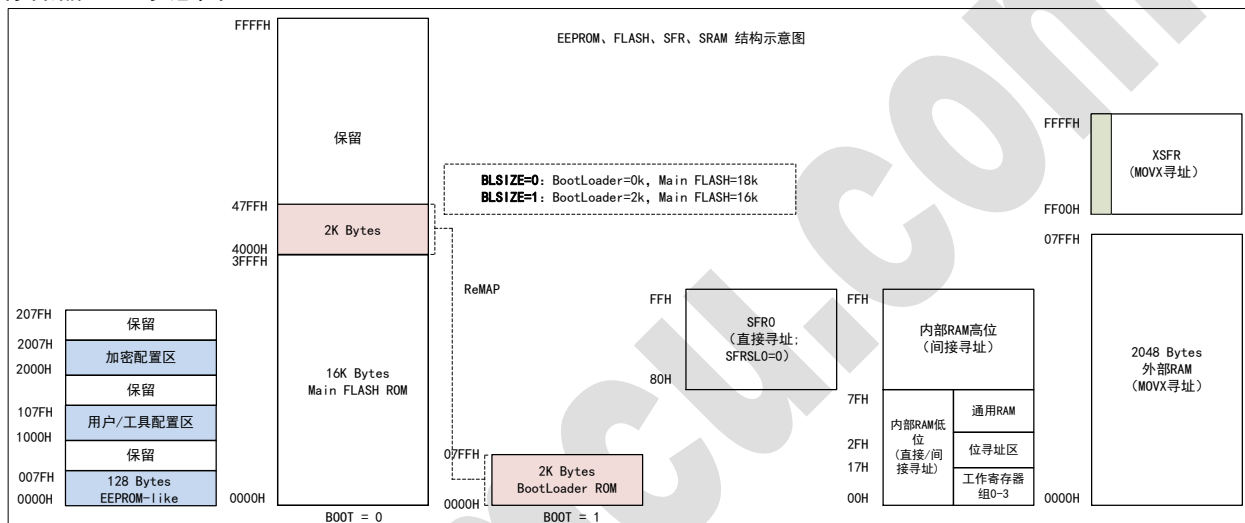 EEPROM、FLASH、SFR、SRAM 结构示意图
FFFFH
保留
47FFH
2K Bytes
4000H
3FFFH
16K Bytes
Main FLASH ROM
0000H
BOOT = 0
BLSIZE=0: BootLoader=0k, Main FLASH=18k
BLSIZE=1: BootLoader=2k, Main FLASH=16k
ReMAP
207FH
保留
2007H
加密配置区
2000H
保留
107FH
用户/工具配置区
1000H
保留
007FH
128 Bytes
EEPROM-like
0000H
07FFH
2K Bytes
BootLoader ROM
0000H
BOOT = 1
FFH
SFR0
(直接寻址;
SFRSL0=0)
80H
FFH
内部RAM高位
(间接寻址)
7FH
内部RAM低
位
(直接/间
接寻址)
通用RAM
2FH
位寻址区
17H
工作寄存器
组0-3
00H
FFFFH
XSFR
(MOVX寻址)
FF00H
07FFH
2048 Bytes
外部RAM
(MOVX寻址)
0000H
mcu.com